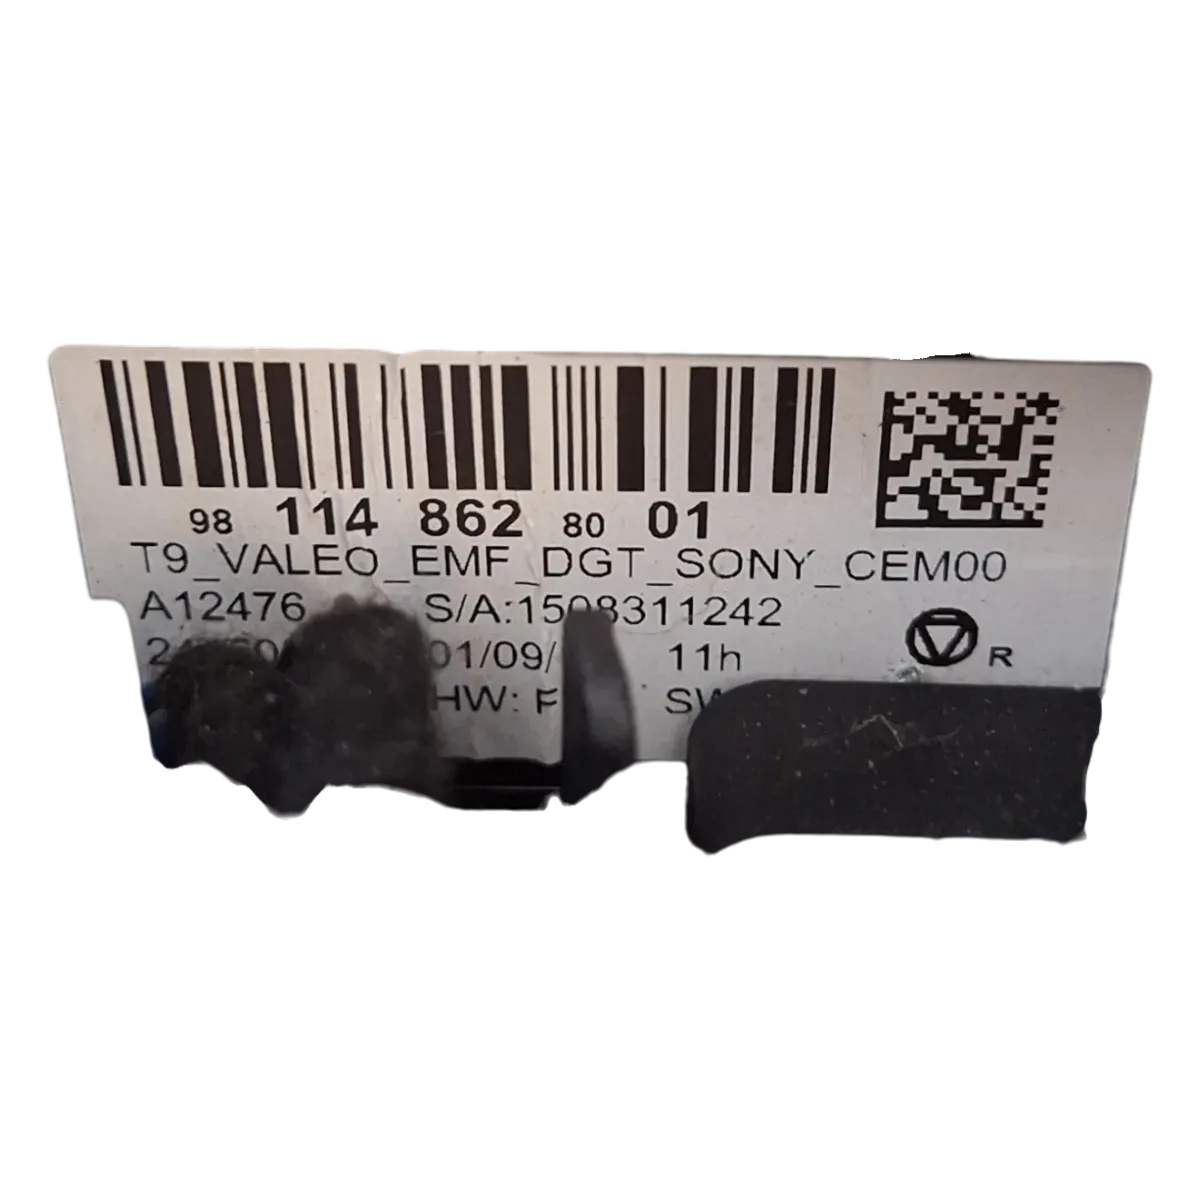 98 114 862 80 01
T9_VALEO_EMF_DGT_SONY_CEM00
A12476 S/A:1508311242
01/09/ 11h R
HW: